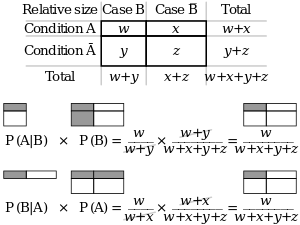 Relative size Case B Case B̄ Total
Condition A w x w+x
Condition Ā y z y+z
Total w+y x+z w+x+y+z
P(A|B) × P(B) = w/w+y × w+y/w+x+y+z = w/w+x+y+z
P(B|A) × P(A) = w/w+x × w+x/w+x+y+z = w/w+x+y+z